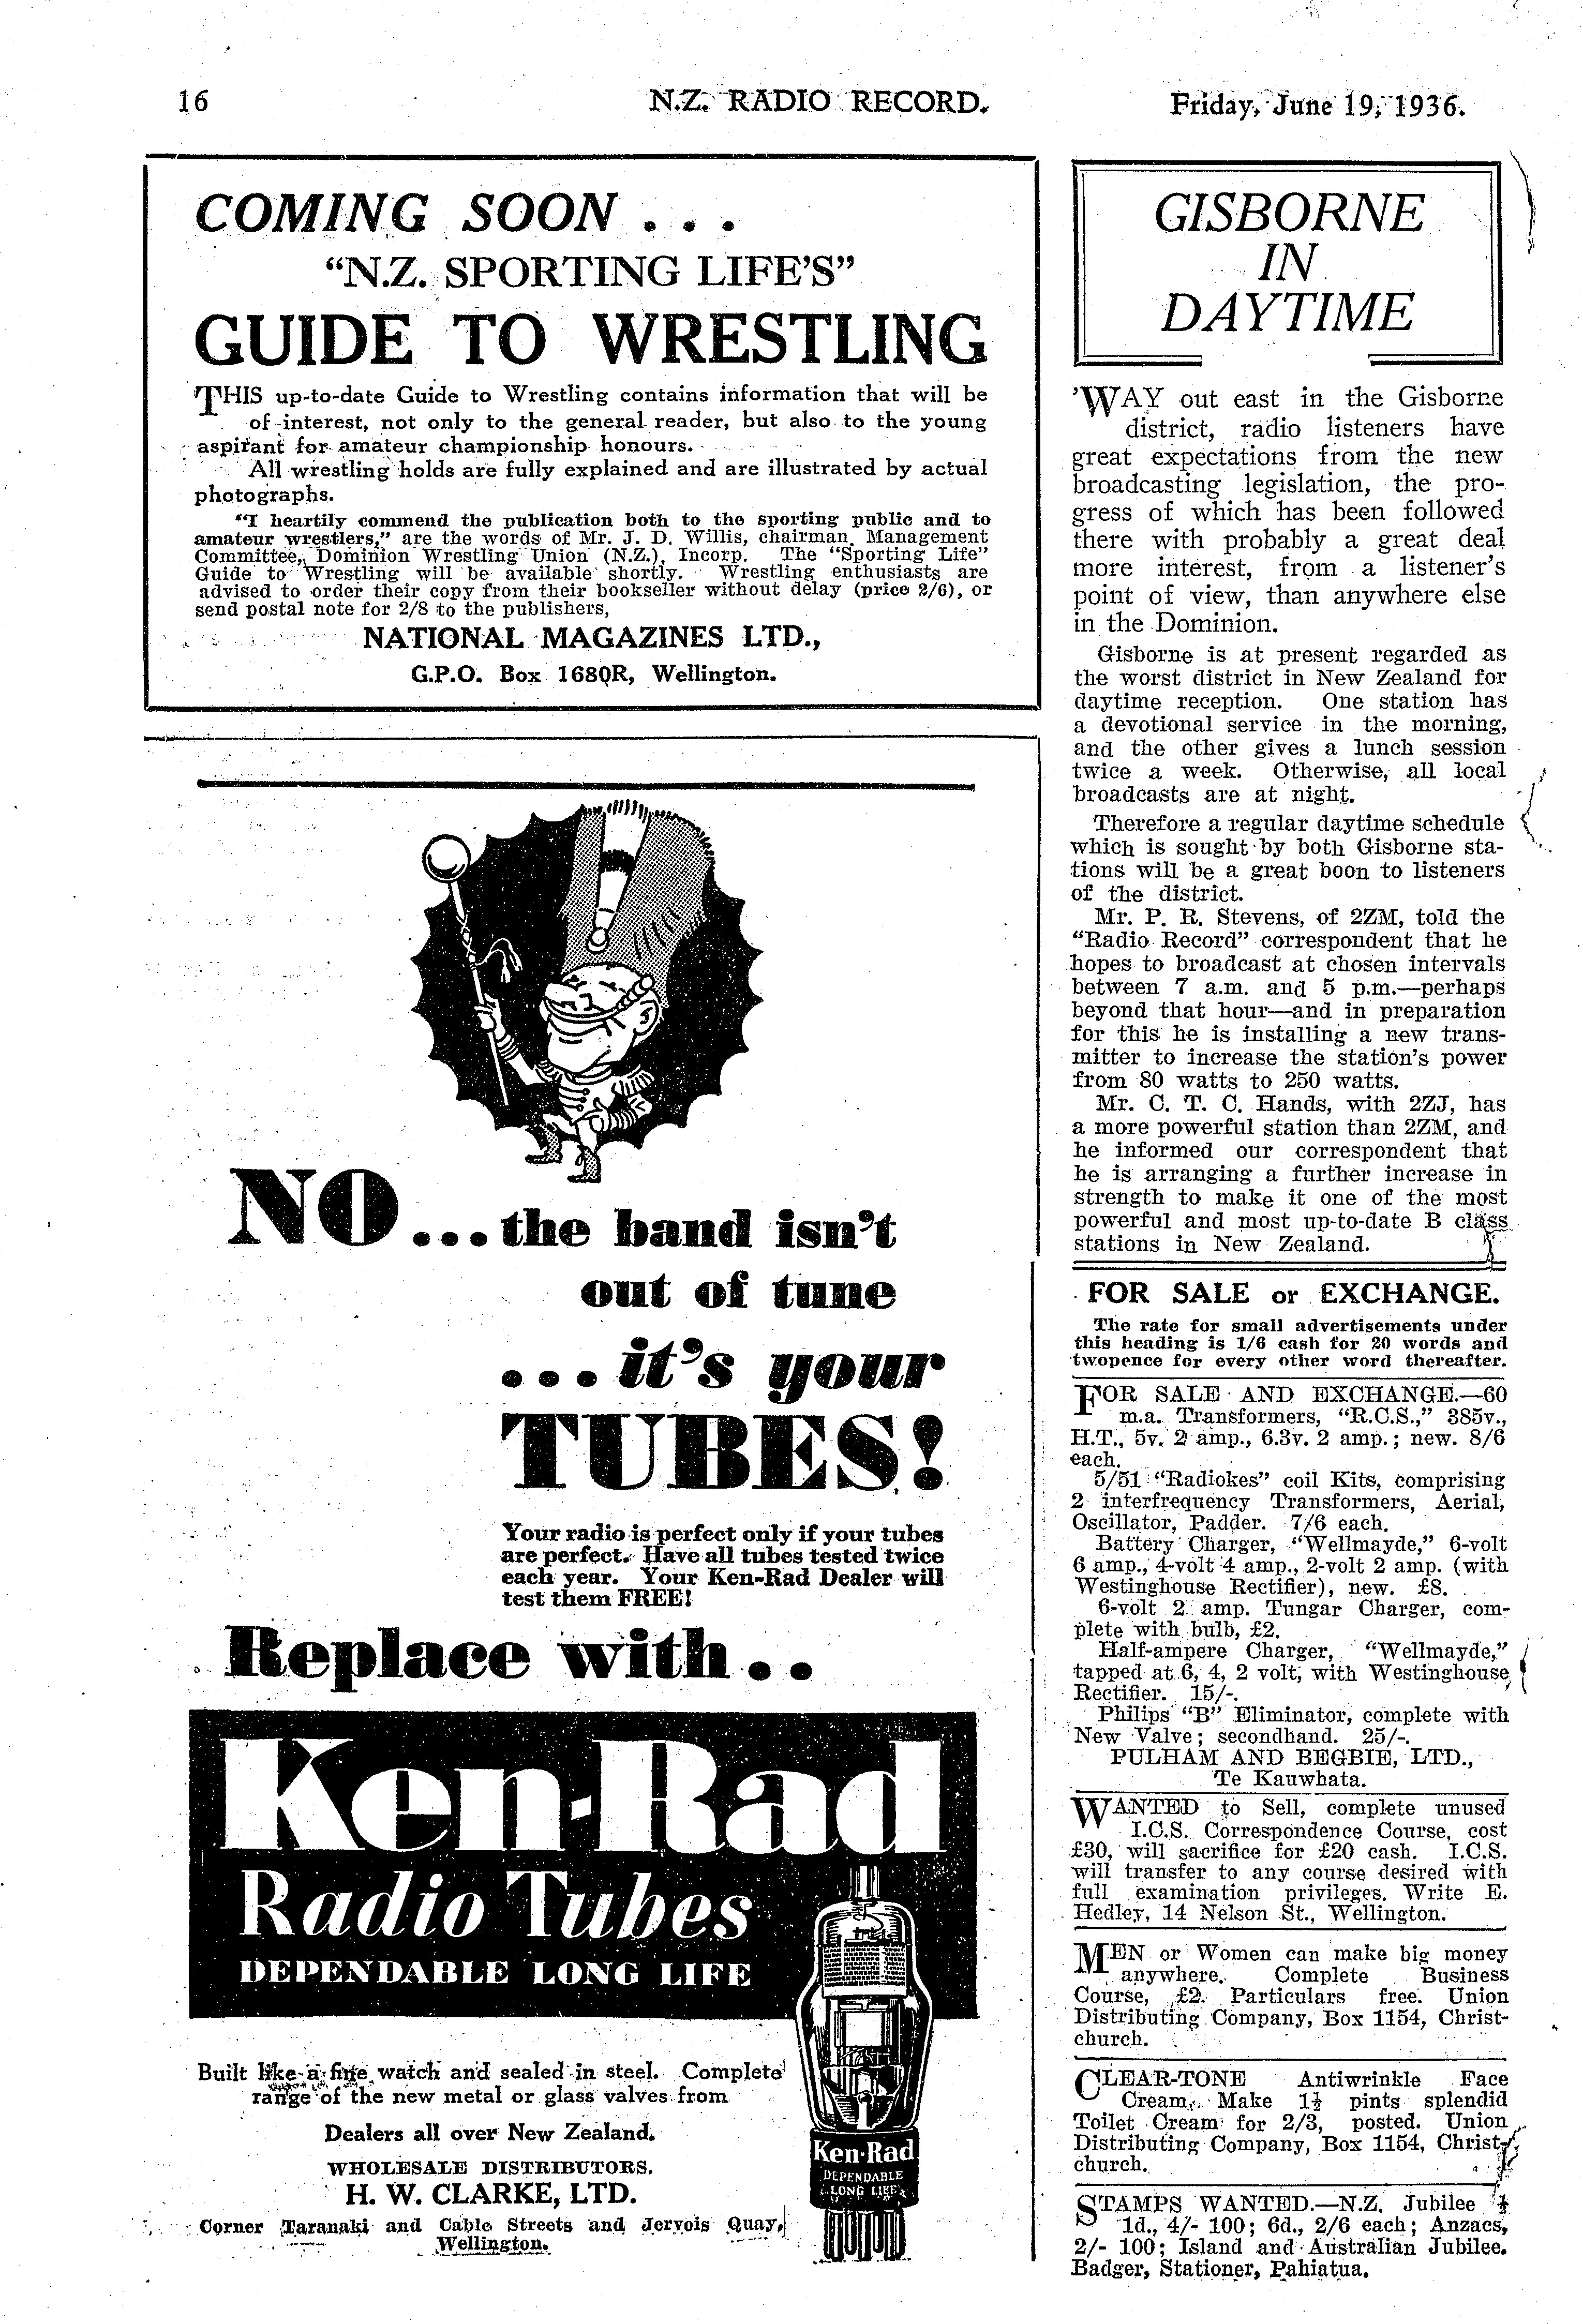 16
N.Z. RADIO RECORD.
Friday, June 19, 1936.
COMING SOON . . .
“N.Z. SPORTING LIFE’S”
GUIDE TO WRESTLING
THIS up-to-date Guide to Wrestling contains information that will be
of interest, not only to the general reader, but also to the young
aspirant for amateur championship honours.
All wrestling holds are fully explained and are illustrated by actual
photographs.
“I heartily commend the publication both to the sporting public and to
amateur wrestlers,” are the words of Mr. J. D. Willis, chairman, Management
Committee, Dominion Wrestling Union (N.Z.), Incorp. The “Sporting Life”
Guide to Wrestling will be available shortly. Wrestling enthusiasts are
advised to order their copy from their bookseller without delay (price 2/6), or
send postal note for 2/8 to the publishers,
NATIONAL MAGAZINES LTD.,
G.P.O. Box 1680R, Wellington.
NO...the band isn’t
out of tune
...it’s your
TUBES!
Your radio is perfect only if your tubes
are perfect. Have all tubes tested twice
each year. Your Ken-Rad Dealer will
test them FREE!
Replace with..
Ken-Rad
Radio Tubes
DEPENDABLE LONG LIFE
Built like a fine watch and sealed in steel. Complete
range of the new metal or glass valves from
Dealers all over New Zealand.
WHOLESALE DISTRIBUTORS.
H. W. CLARKE, LTD.
Corner Taranaki and Cable Streets and Jervois Quay,
Wellington.
Ken-Rad
DEPENDABLE
LONG LIFE
GISBORNE
IN
DAYTIME
’WAY out east in the Gisborne
district, radio listeners have
great expectations from the new
broadcasting legislation, the pro-
gress of which has been followed
there with probably a great deal
more interest, from a listener’s
point of view, than anywhere else
in the Dominion.
Gisborne is at present regarded as
the worst district in New Zealand for
daytime reception. One station has
a devotional service in the morning,
and the other gives a lunch session
twice a week. Otherwise, all local
broadcasts are at night.
Therefore a regular daytime schedule
which is sought by both Gisborne sta-
tions will be a great boon to listeners
of the district.
Mr. P. R. Stevens, of 2ZM, told the
“Radio Record” correspondent that he
hopes to broadcast at chosen intervals
between 7 a.m. and 5 p.m.—perhaps
beyond that hour—and in preparation
for this he is installing a new trans-
mitter to increase the station’s power
from 80 watts to 250 watts.
Mr. C. T. C. Hands, with 2ZJ, has
a more powerful station than 2ZM, and
he informed our correspondent that
he is arranging a further increase in
strength to make it one of the most
powerful and most up-to-date B class
stations in New Zealand.
FOR SALE or EXCHANGE.
The rate for small advertisements under
this heading is 1/6 cash for 20 words and
twopence for every other word thereafter.
FOR SALE AND EXCHANGE.—60
m.a. Transformers, “R.C.S.,” 385v.,
H.T., 5v. 2 amp., 6.3v. 2 amp.; new. 8/6
each.
5/51 “Radiokes” coil Kits, comprising
2 interfrequency Transformers, Aerial,
Oscillator, Padder. 7/6 each.
Battery Charger, “Wellmayde,” 6-volt
6 amp., 4-volt 4 amp., 2-volt 2 amp. (with
Westinghouse Rectifier), new. £8.
6-volt 2 amp. Tungar Charger, com-
plete with bulb, £2.
Half-ampere Charger, “Wellmayde,”
tapped at 6, 4, 2 volt, with Westinghouse
Rectifier. 15/-.
Philips “B” Eliminator, complete with
New Valve; secondhand. 25/-.
PULHAM AND BEGBIE, LTD.,
Te Kauwhata.
WANTED to Sell, complete unused
I.C.S. Correspondence Course, cost
£30, will sacrifice for £20 cash. I.C.S.
will transfer to any course desired with
full examination privileges. Write E.
Hedley, 14 Nelson St., Wellington.
MEN or Women can make big money
anywhere. Complete Business
Course, £2. Particulars free. Union
Distributing Company, Box 1154, Christ-
church.
CLEAR-TONE Antiwrinkle Face
Cream. Make 1½ pints splendid
Toilet Cream for 2/3, posted. Union
Distributing Company, Box 1154, Christ-
church.
STAMPS WANTED.—N.Z. Jubilee ½
1d., 4/- 100; 6d., 2/6 each; Anzacs,
2/- 100; Island and Australian Jubilee.
Badger, Stationer, Pahiatua.